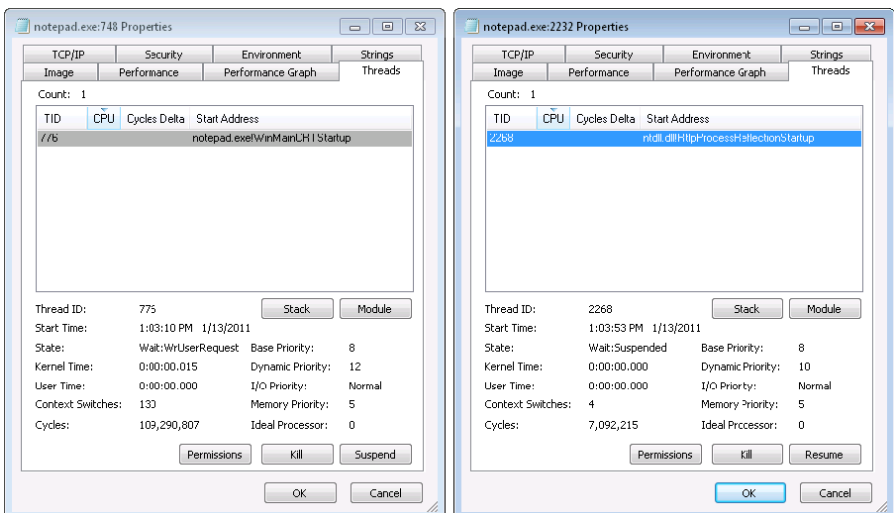 notepad.exe:748 Properties
TCP/IP Security Environment Strings
Image Performance Performance Graph Threads
Count: 1
TID CPU Cycles Delta Start Address
776 notepad.exe!WinMainCRTStartup
Thread ID: 776 Stack Module
Start Time: 1:03:10 PM 1/13/2011
State: Wait:WrUserRequest Base Priority: 8
Kernel Time: 0:00:00.015 Dynamic Priority: 12
User Time: 0:00:00.000 I/O Priority: Normal
Context Switches: 130 Memory Priority: 5
Cycles: 109,290,807 Ideal Processor: 0
Permissions Kill Suspend
OK Cancel
notepad.exe:2232 Properties
TCP/IP Security Environment Strings
Image Performance Performance Graph Threads
Count: 1
TID CPU Cycles Delta Start Address
2268 ntdll.dll!RtlpProcessReflectionStartup
Thread ID: 2268 Stack Module
Start Time: 1:03:53 PM 1/13/2011
State: Wait:Suspended Base Priority: 8
Kernel Time: 0:00:00.000 Dynamic Priority: 10
User Time: 0:00:00.000 I/O Priority: Normal
Context Switches: 4 Memory Priority: 5
Cycles: 7,092,215 Ideal Processor: 0
Permissions Kill Resume
OK Cancel